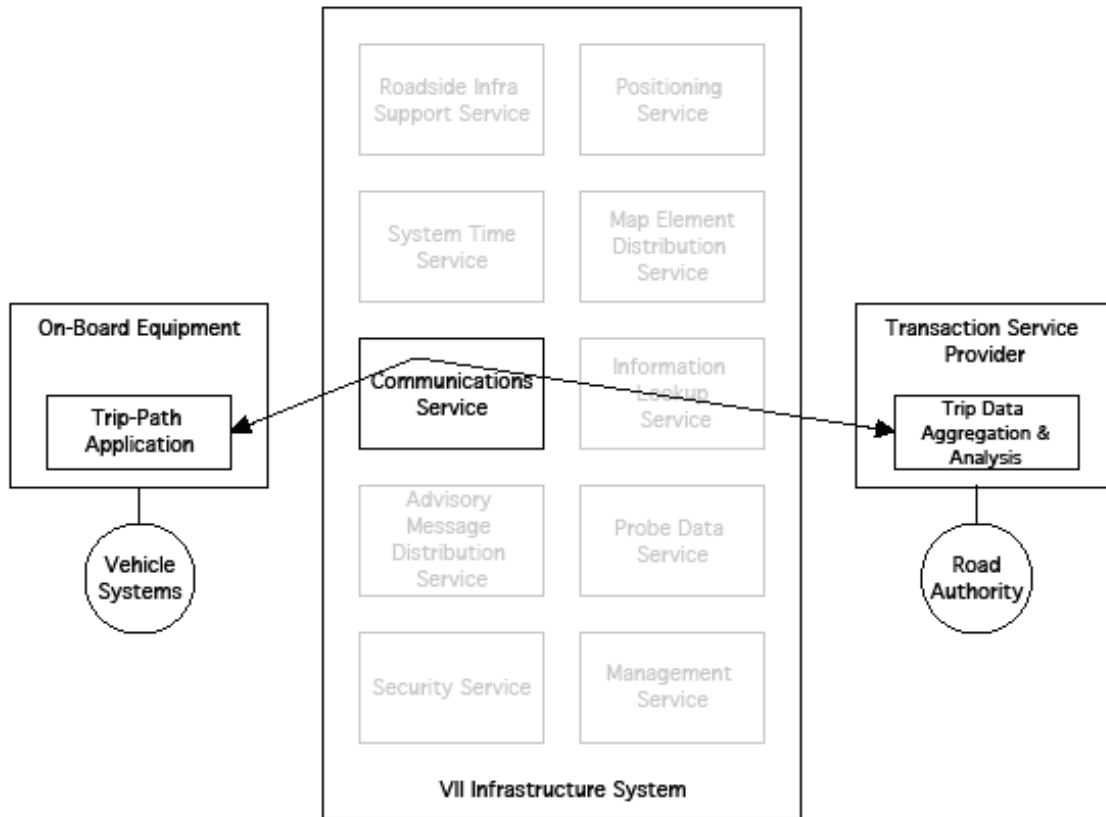 Roadside Infra
Support Service
Positioning
Service
System Time
Service
Map Element
Distribution
Service
On-Board Equipment
Trip-Path
Application
Communications
Service
Information
Lookup
Service
Transaction Service
Provider
Trip Data
Aggregation &
Analysis
Vehicle
Systems
Advisory
Message
Distribution
Service
Probe Data
Service
Road
Authority
Security Service
Management
Service
VII Infrastructure System